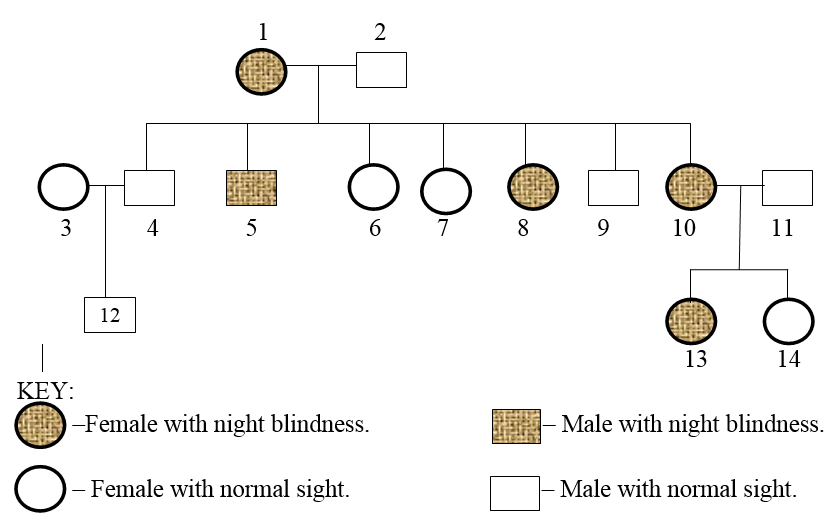 1 2
3 4 5 6 7 8 9 10 11
12
13 14
KEY:
–Female with night blindness. – Male with night blindness.
– Female with normal sight. – Male with normal sight.